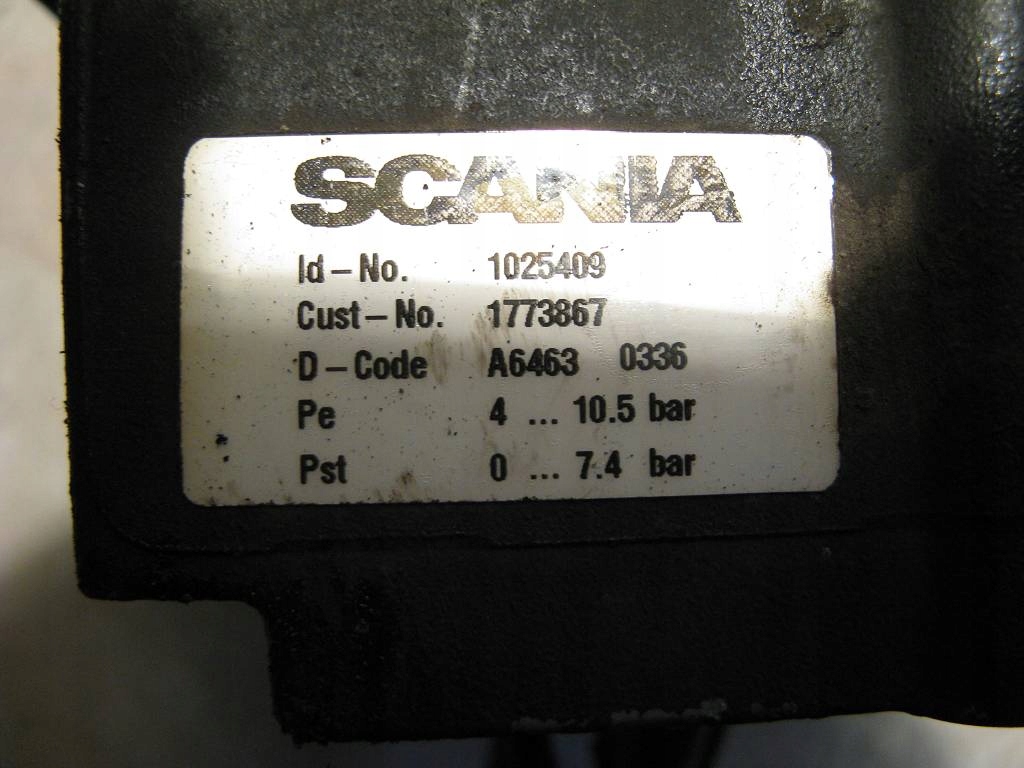 SCANIA
Id-No. 1025409
Cust-No. 1773867
D-Code A6463 0336
Pe 4 ... 10.5 bar
Pst 0 ... 7.4 bar